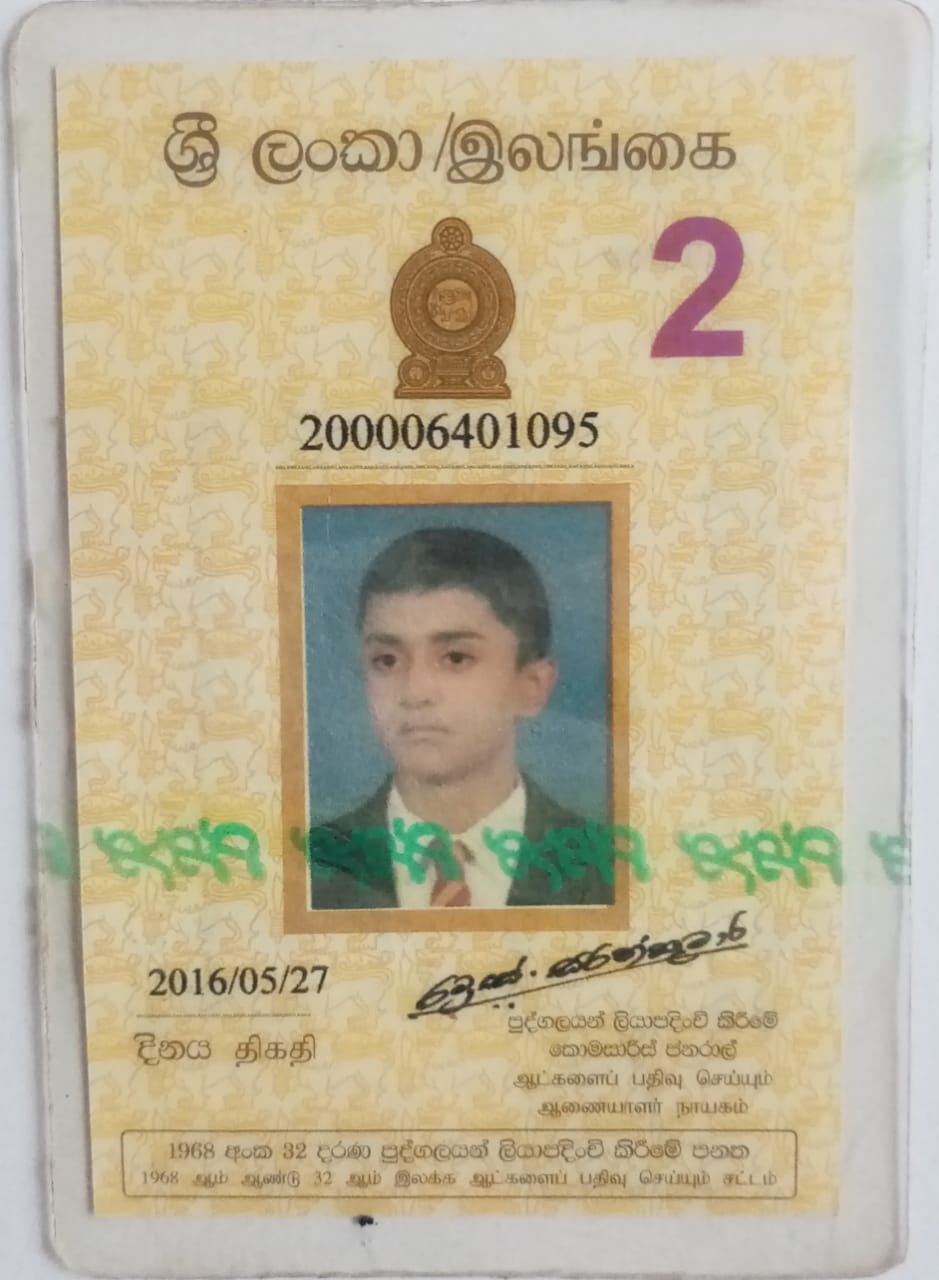 ශ්‍රී ලංකා/இலங்கை
2
200006401095
2016/05/27
දිනය திகதி
පුද්ගලයන් ලියාපදිංචි කිරීමේ
කොමසාරිස් ජනරාල්
ஆட்களைப் பதிவு செய்யும்
ஆணையாளர் நாயகம்
1968 අංක 32 දරණ පුද්ගලයන් ලියාපදිංචි කිරීමේ පනත
1968 ஆம் ஆண்டு 32 ஆம் இலக்க ஆட்களைப் பதிவு செய்யும் சட்டம்